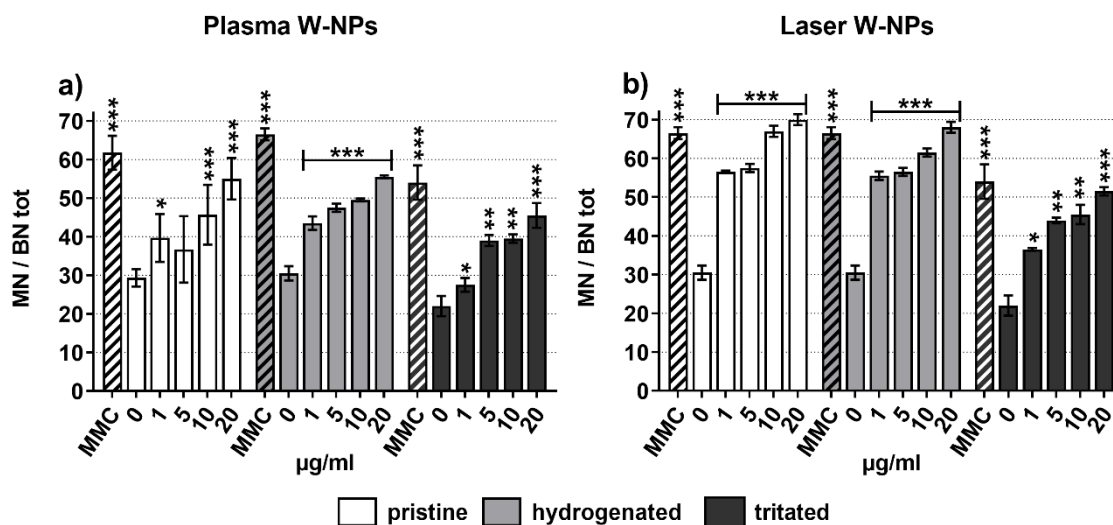 Plasma W-NPs
Laser W-NPs
a)
MN / BN tot
70
60
50
40
30
20
10
0
*** * *** *** *** *** *** * ** ** ***
MMC 0 1 5 10 20 MMC 0 1 5 10 20 MMC 0 1 5 10 20
µg/ml
b)
MN / BN tot
70
60
50
40
30
20
10
0
*** *** *** *** *** * ** ** ***
MMC 0 1 5 10 20 MMC 0 1 5 10 20 MMC 0 1 5 10 20
µg/ml
pristine hydrogenated tritated